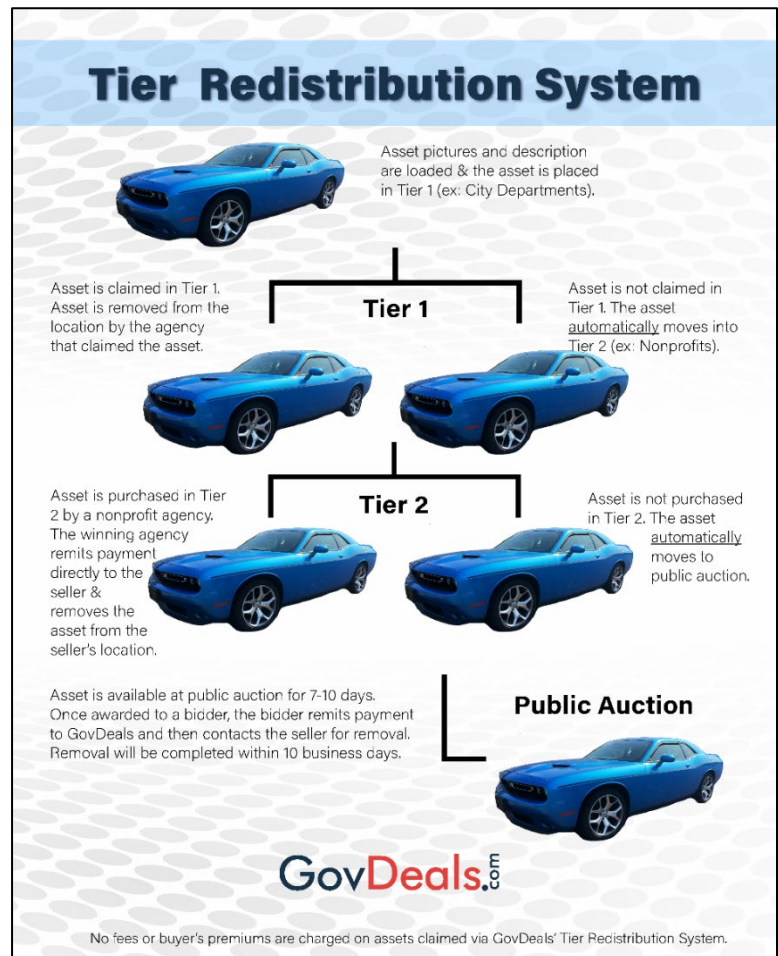 Tier Redistribution System
Asset pictures and description
are loaded & the asset is placed
in Tier 1 (ex: City Departments).
Asset is claimed in Tier 1.
Asset is removed from the
location by the agency
that claimed the asset.
Tier 1
Asset is not claimed in
Tier 1. The asset
automatically moves into
Tier 2 (ex: Nonprofits).
Asset is purchased in Tier
2 by a nonprofit agency.
The winning agency
remits payment
directly to the
seller &
removes the
asset from the
seller's location.
Tier 2
Asset is not purchased
in Tier 2. The asset
automatically
moves to
public auction.
Asset is available at public auction for 7-10 days.
Once awarded to a bidder, the bidder remits payment
to GovDeals and then contacts the seller for removal.
Removal will be completed within 10 business days.
Public Auction
GovDeals.com
No fees or buyer's premiums are charged on assets claimed via GovDeals' Tier Redistribution System.